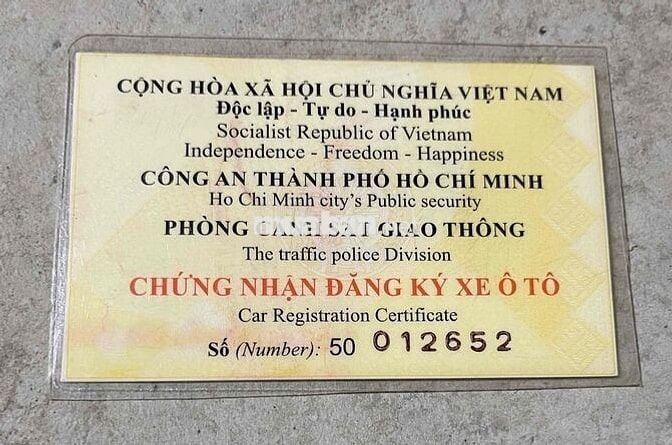 CỘNG HÒA XÃ HỘI CHỦ NGHĨA VIỆT NAM
Độc lập - Tự do - Hạnh phúc
Socialist Republic of Vietnam
Independence - Freedom - Happiness
CÔNG AN THÀNH PHỐ HỒ CHÍ MINH
Ho Chi Minh city's Public security
PHÒNG CẢNH SÁT GIAO THÔNG
The traffic police Division
CHỨNG NHẬN ĐĂNG KÝ XE Ô TÔ
Car Registration Certificate
Số (Number): 50 012652